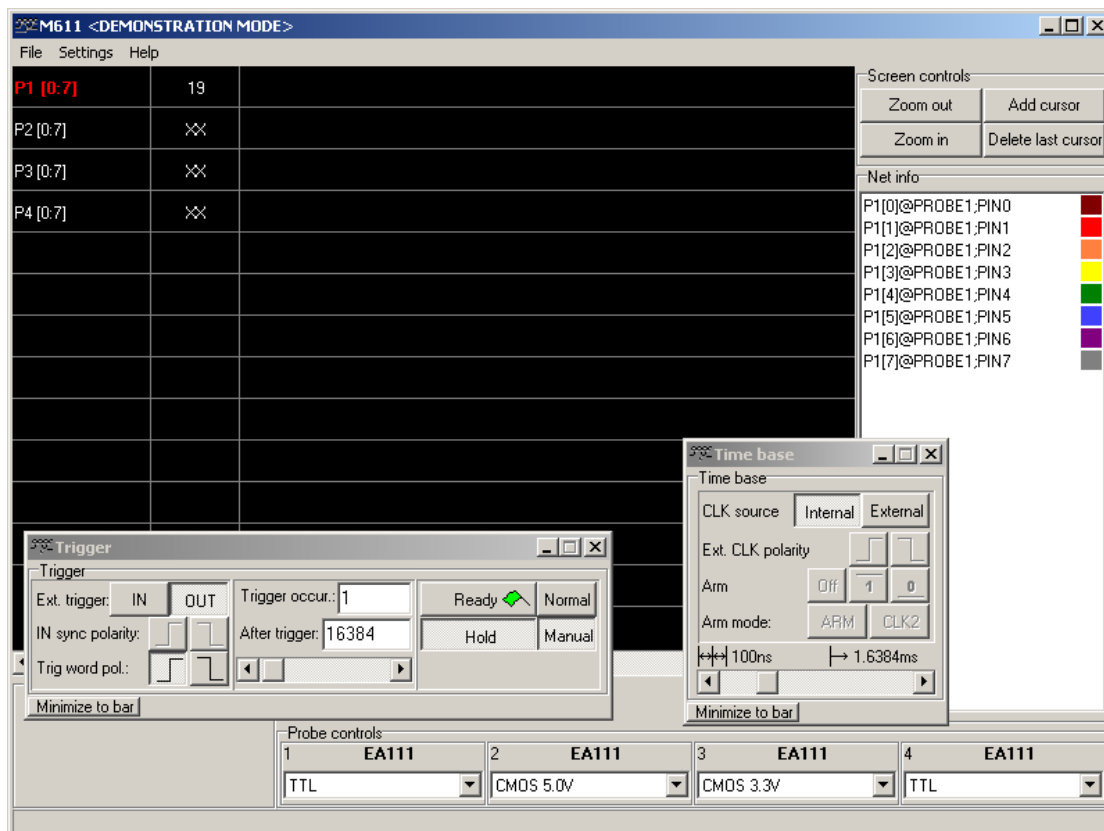 M611 <DEMONSTRATION MODE>
File Settings Help
P1 [0:7] 19
P2 [0:7] XX
P3 [0:7] XX
P4 [0:7] XX
Screen controls
Zoom out Add cursor
Zoom in Delete last cursor
Net info
P1[0]@PROBE1;PIN0
P1[1]@PROBE1;PIN1
P1[2]@PROBE1;PIN2
P1[3]@PROBE1;PIN3
P1[4]@PROBE1;PIN4
P1[5]@PROBE1;PIN5
P1[6]@PROBE1;PIN6
P1[7]@PROBE1;PIN7
Time base
Time base
CLK source Internal External
Ext. CLK polarity
Arm Off 1 0
Arm mode: ARM CLK2
100ns 1.6384ms
Minimize to bar
Trigger
Trigger
Ext. trigger: IN OUT Trigger occur.: 1 Ready Normal
IN sync polarity: After trigger: 16384 Hold Manual
Trig word pol.:
Minimize to bar
Probe controls
1 EA111 2 EA111 3 EA111 4 EA111
TTL CMOS 5.0V CMOS 3.3V TTL